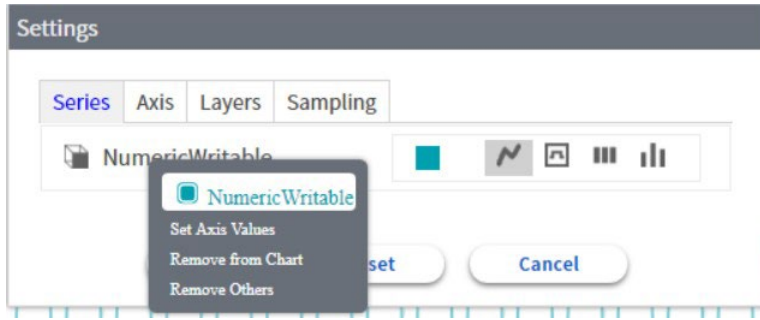 Settings
Series Axis Layers Sampling
NumericWritable
NumericWritable
Set Axis Values
Remove from Chart
Remove Others
set Cancel